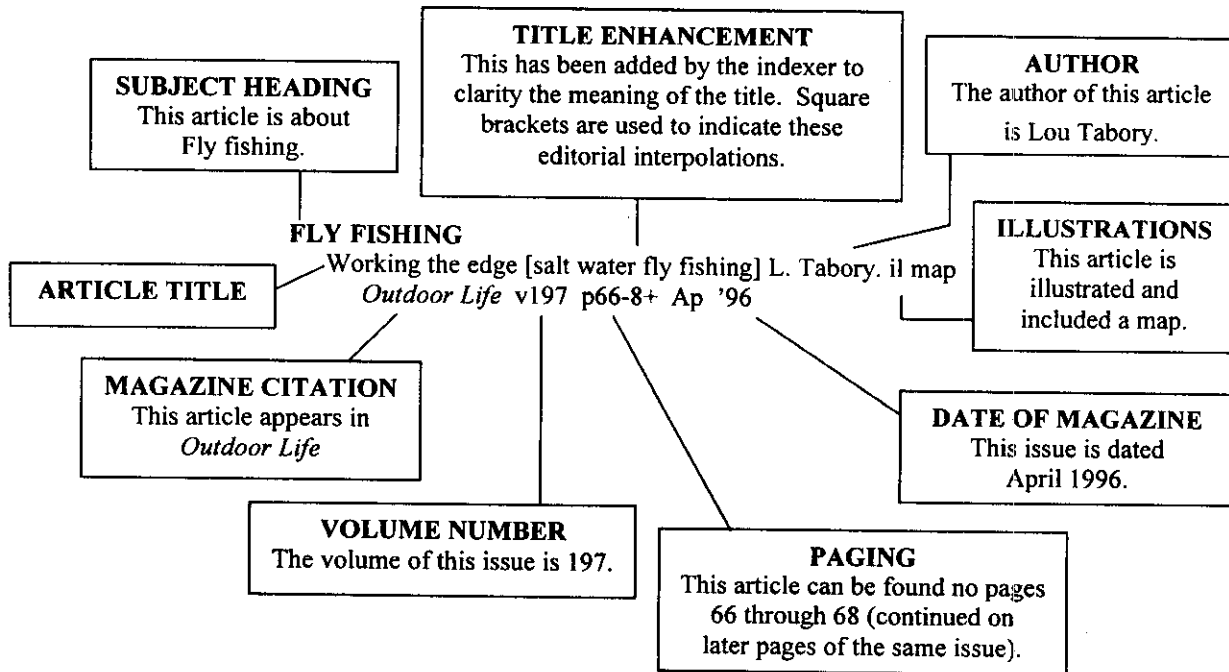 TITLE ENHANCEMENT
This has been added by the indexer to
clarity the meaning of the title. Square
brackets are used to indicate these
editorial interpolations.
SUBJECT HEADING
This article is about
Fly fishing.
AUTHOR
The author of this article
is Lou Tabory.
FLY FISHING
Working the edge [salt water fly fishing] L. Tabory. il map
Outdoor Life v197 p66-8+ Ap '96
ARTICLE TITLE
ILLUSTRATIONS
This article is
illustrated and
included a map.
MAGAZINE CITATION
This article appears in
Outdoor Life
DATE OF MAGAZINE
This issue is dated
April 1996.
VOLUME NUMBER
The volume of this issue is 197.
PAGING
This article can be found no pages
66 through 68 (continued on
later pages of the same issue).